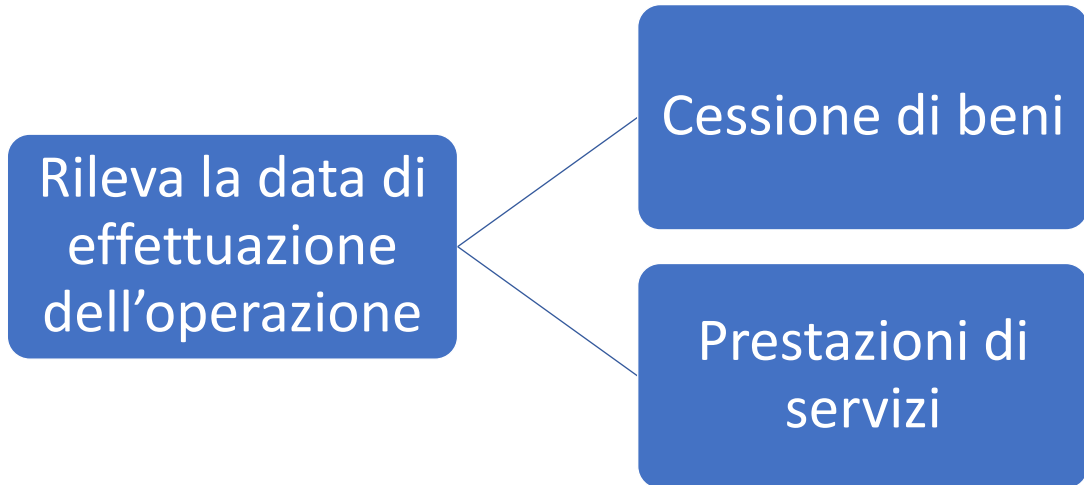 Rileva la data di
effettuazione
dell’operazione
Cessione di beni
Prestazioni di
servizi